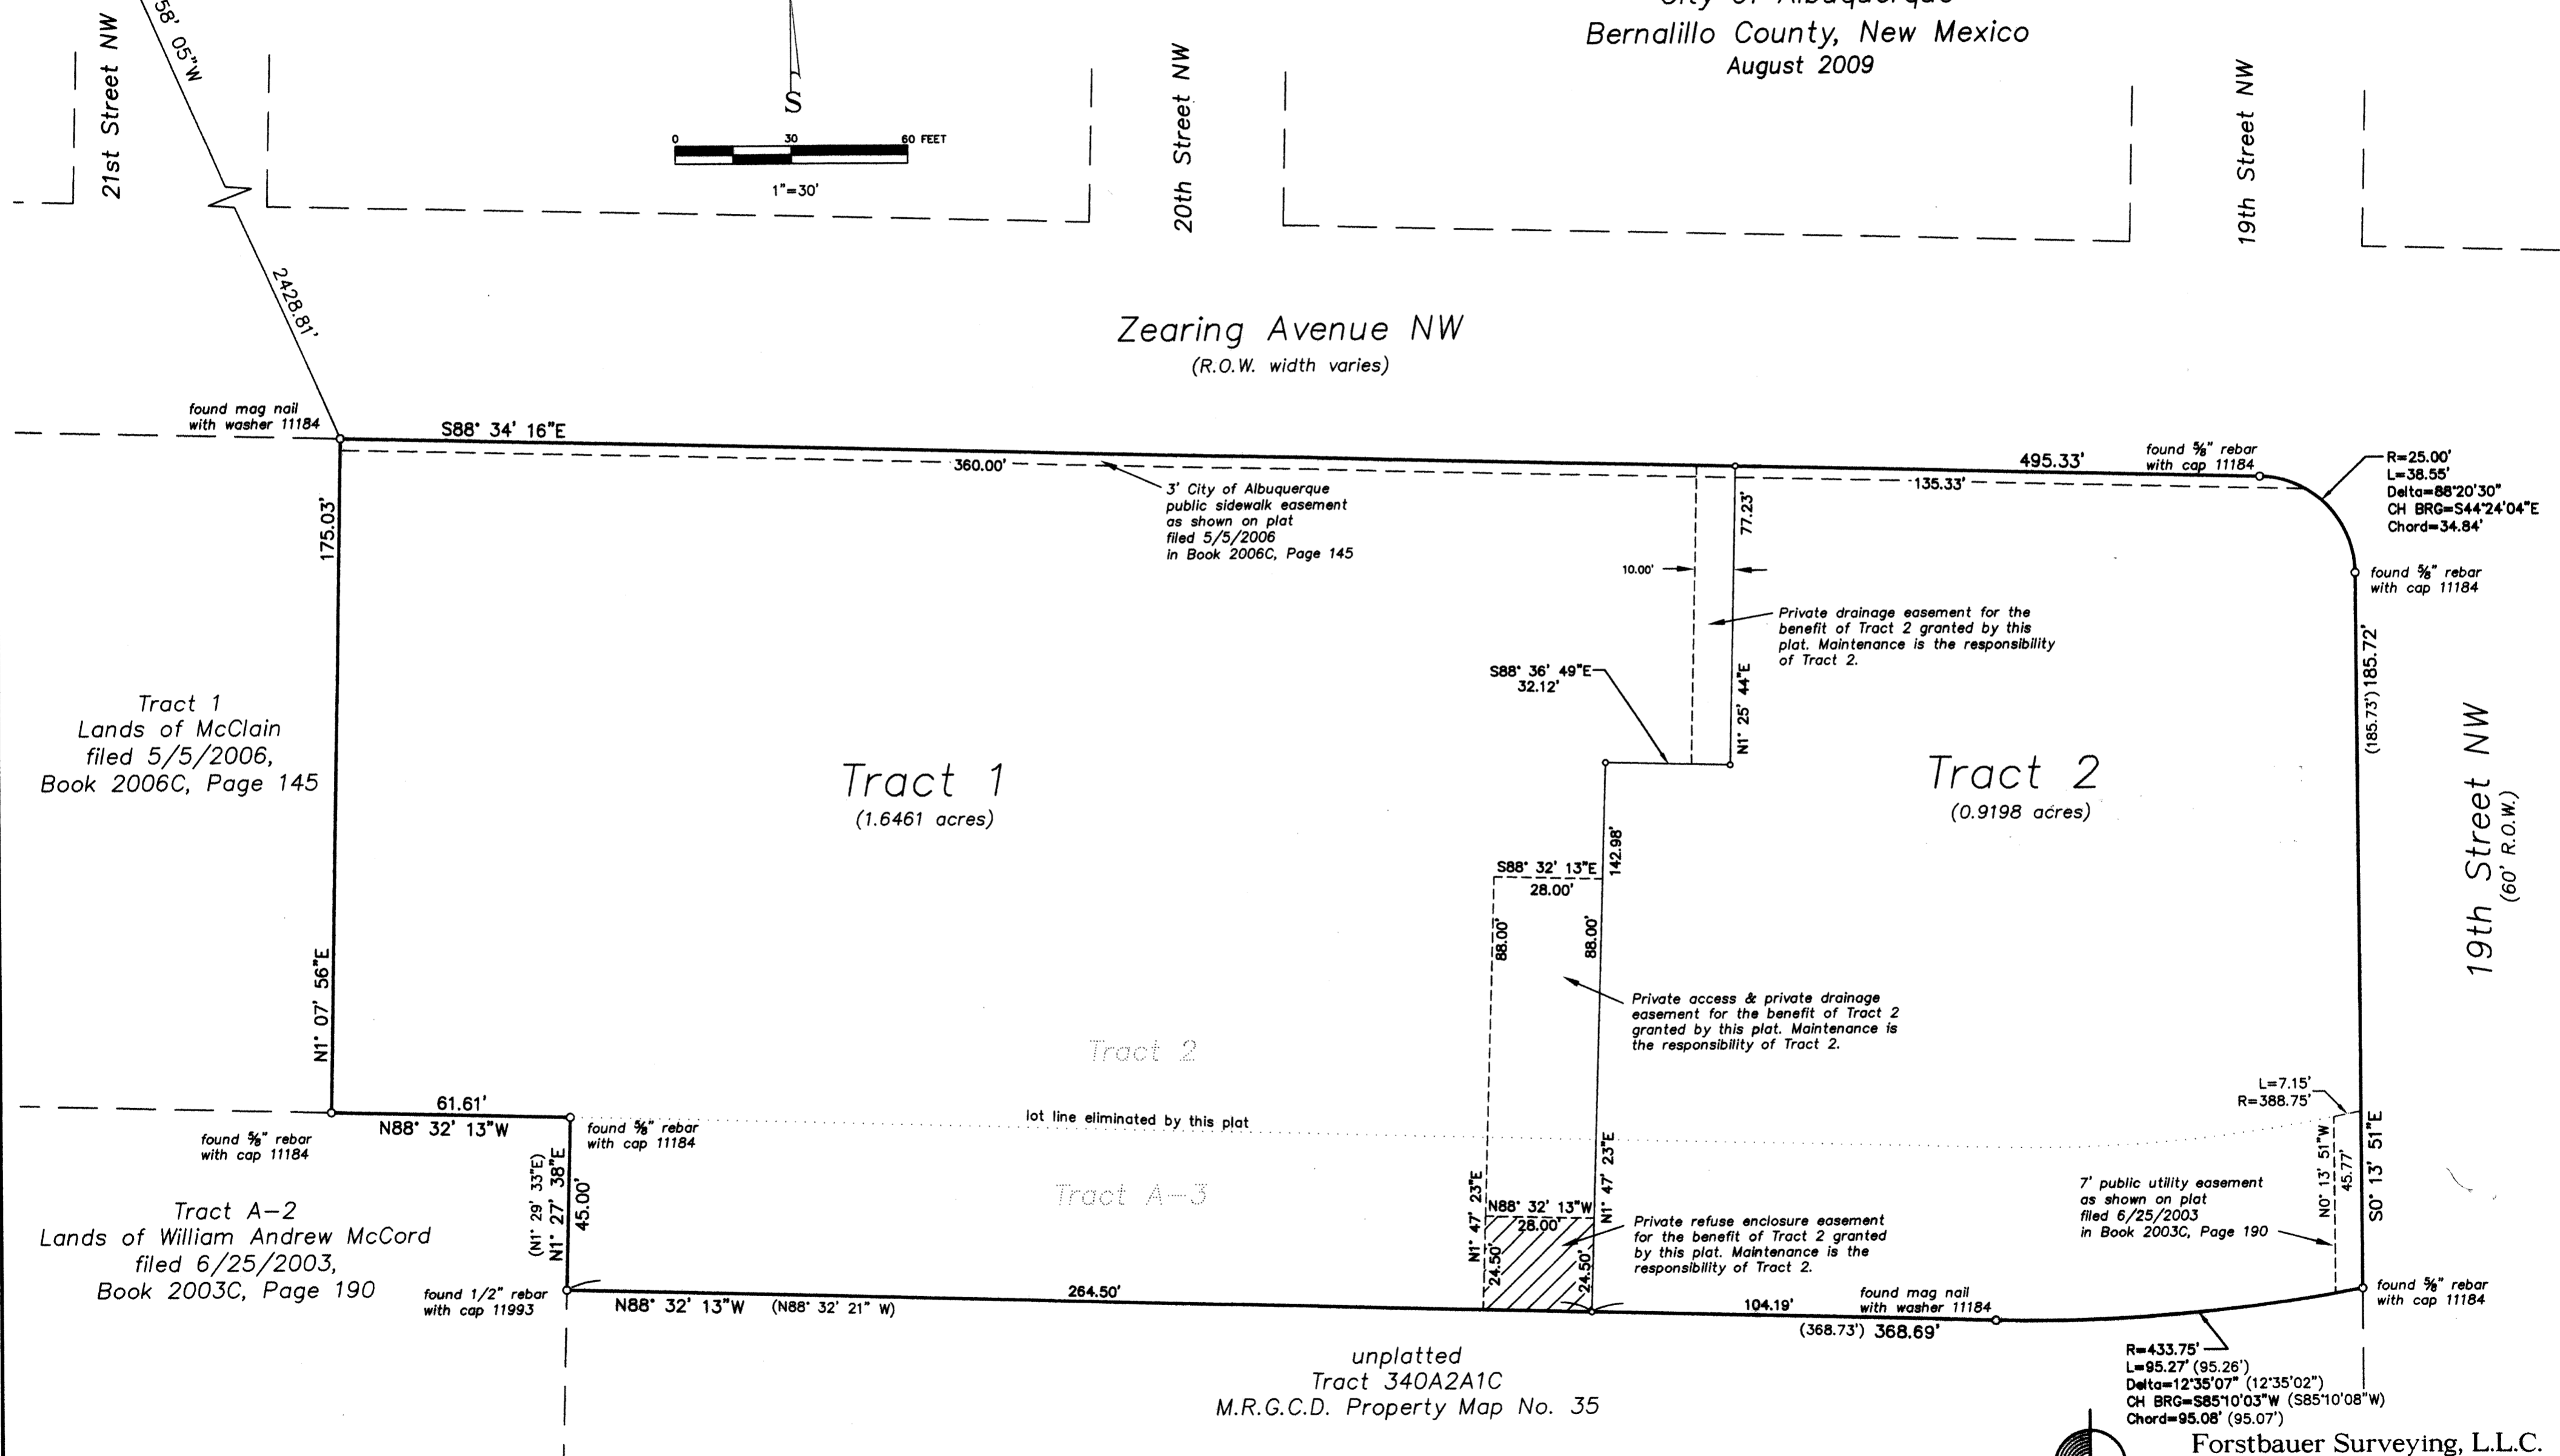 58' 05"W
21st Street NW
20th Street NW
19th Street NW
City of Albuquerque
Bernalillo County, New Mexico
August 2009
S
0 30 60 FEET
1"=30'
2428.81'
Zearing Avenue NW
(R.O.W. width varies)
found mag nail
with washer 11184
S88° 34' 16"E
360.00'
3' City of Albuquerque
public sidewalk easement
as shown on plat
filed 5/5/2006
in Book 2006C, Page 145
495.33'
135.33'
found ⅝" rebar
with cap 11184
R=25.00'
L=38.55'
Delta=88°20'30"
CH BRG=S44°24'04"E
Chord=34.84'
found ⅝" rebar
with cap 11184
175.03'
N1° 07' 56"E
77.23'
N1° 25' 44"E
10.00'
Private drainage easement for the
benefit of Tract 2 granted by this
plat. Maintenance is the responsibility
of Tract 2.
S88° 36' 49"E
32.12'
(185.73') 185.72'
S0° 13' 51"E
19th Street NW
(60' R.O.W.)
Tract 1
Lands of McClain
filed 5/5/2006,
Book 2006C, Page 145
Tract 1
(1.6461 acres)
Tract 2
(0.9198 acres)
142.98'
S88° 32' 13"E
28.00'
88.00'
88.00'
Private access & private drainage
easement for the benefit of Tract 2
granted by this plat. Maintenance is
the responsibility of Tract 2.
Tract 2
lot line eliminated by this plat
L=7.15'
R=388.75'
61.61'
N88° 32' 13"W
found ⅝" rebar
with cap 11184
found ⅝" rebar
with cap 11184
(N1° 29' 33"E)
N1° 27' 38"E
45.00'
Tract A-3
N1° 47' 23"E
N1° 47' 23"E
N88° 32' 13"W
28.00'
24.50'
24.50'
Private refuse enclosure easement
for the benefit of Tract 2 granted
by this plat. Maintenance is the
responsibility of Tract 2.
7' public utility easement
as shown on plat
filed 6/25/2003
in Book 2003C, Page 190
N0° 13' 51"W
45.77'
Tract A-2
Lands of William Andrew McCord
filed 6/25/2003,
Book 2003C, Page 190
found 1/2" rebar
with cap 11993
N88° 32' 13"W (N88° 32' 21" W)
264.50'
104.19'
found mag nail
with washer 11184
(368.73') 368.69'
found ⅝" rebar
with cap 11184
unplatted
Tract 340A2A1C
M.R.G.C.D. Property Map No. 35
R=433.75'
L=95.27' (95.26')
Delta=12°35'07" (12°35'02")
CH BRG=S85°10'03"W (S85°10'08"W)
Chord=95.08' (95.07')
Forstbauer Surveying, L.L.C.